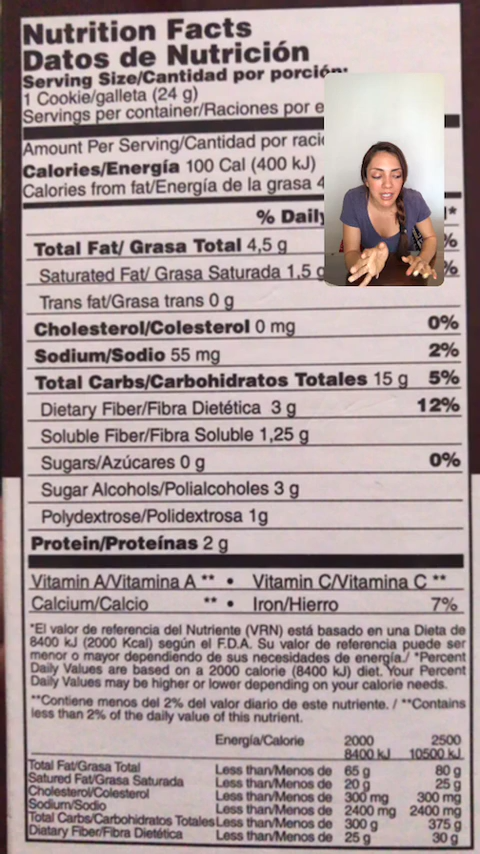 Nutrition Facts
Datos de Nutrición
Serving Size/Cantidad por porción:
1 Cookie/galleta (24 g)
Servings per container/Raciones por
Amount Per Serving/Cantidad por
Calories/Energía 100 Cal (400 kJ)
Calories from fat/Energía de la grasa 4
% Daily *
Total Fat/ Grasa Total 4,5 g %
Saturated Fat/ Grasa Saturada 1,5 g %
Trans fat/Grasa trans 0 g
Cholesterol/Colesterol 0 mg 0%
Sodium/Sodio 55 mg 2%
Total Carbs/Carbohidratos Totales 15 g 5%
Dietary Fiber/Fibra Dietética 3 g 12%
Soluble Fiber/Fibra Soluble 1,25 g
Sugars/Azúcares 0 g 0%
Sugar Alcohols/Polialcoholes 3 g
Polydextrose/Polidextrosa 1g
Protein/Proteínas 2 g
Vitamin A/Vitamina A ** • Vitamin C/Vitamina C **
Calcium/Calcio ** • Iron/Hierro 7%
*El valor de referencia del Nutriente (VRN) está basado en una Dieta de
8400 kJ (2000 Kcal) según el F.D.A. Su valor de referencia puede ser
menor o mayor dependiendo de sus necesidades de energía./ *Percent
Daily Values are based on a 2000 calorie (8400 kJ) diet. Your Percent
Daily Values may be higher or lower depending on your calorie needs.
**Contiene menos del 2% del valor diario de este nutriente. / **Contains
less than 2% of the daily value of this nutrient.
Energía/Calorie 2000 2500
8400 kJ 10500 kJ
Total Fat/Grasa Total Less than/Menos de 65 g 80 g
Satured Fat/Grasa Saturada Less than/Menos de 20 g 25 g
Cholesterol/Colesterol Less than/Menos de 300 mg 300 mg
Sodium/Sodio Less than/Menos de 2400 mg 2400 mg
Total Carbs/Carbohidratos Totales Less than/Menos de 300 g 375 g
Diatary Fiber/Fibra Dietética Less than/Menos de 25 g 30 g